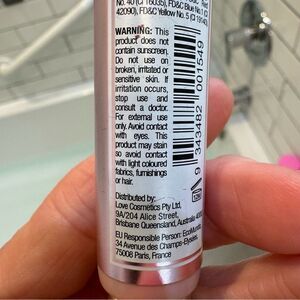 No. 40 (CI 16035), FD&C Blue No. 1 (CI
42090), FD&C Yellow No. 5 (CI 19140
WARNING: This
product does not
contain sunscreen.
Do not use on
broken, irritated or
sensitive skin. If
irritation occurs,
stop use and
consult a doctor.
For external use
only. Avoid contact
with eyes. This
product may stain
so avoid contact with
light coloured
fabrics, furnishings
or hair.
9 343482 001549
Distributed by:
Love Cosmetics Pty Ltd,
9A/204 Alice Street,
Brisbane Queensland, Australia
EU Responsible Person:
34 Avenue des Champs-Elysées,
75008 Paris, France